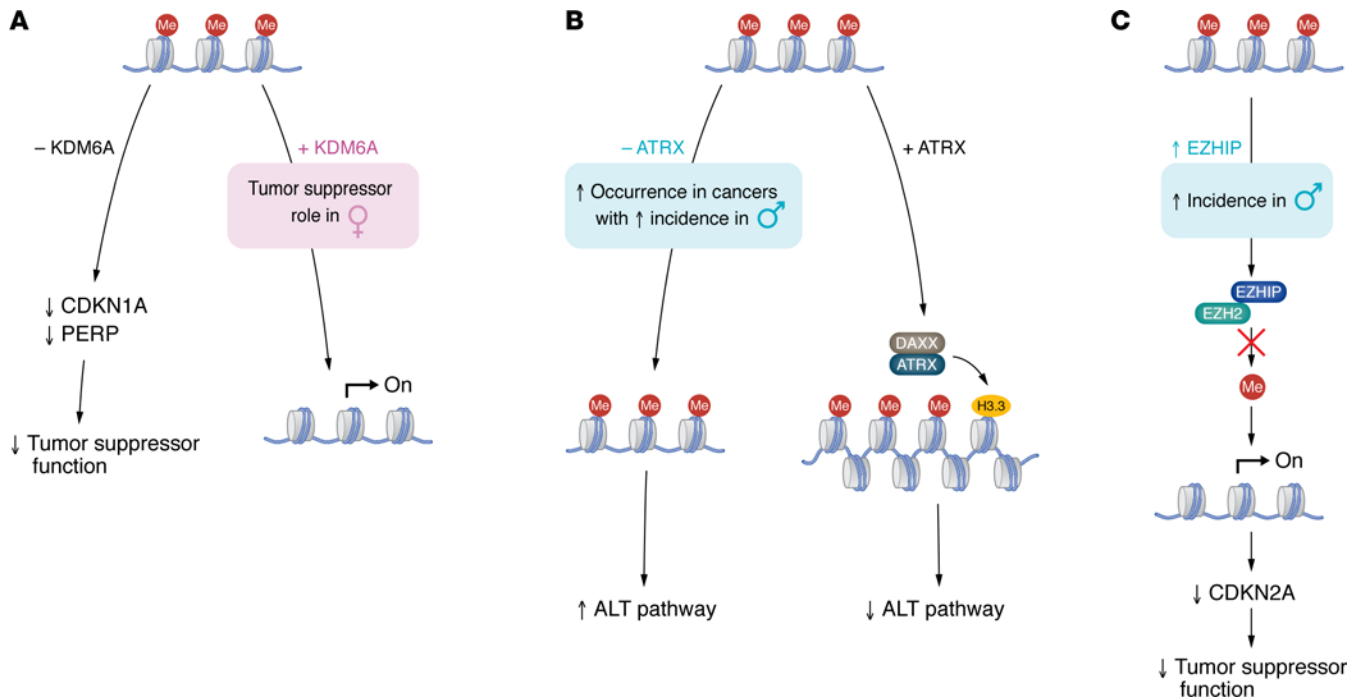 A
Me Me Me
– KDM6A
+ KDM6A
Tumor suppressor
role in ♀
↓ CDKN1A
↓ PERP
On
↓ Tumor suppressor
function
B
Me Me Me
– ATRX
+ ATRX
↑ Occurrence in cancers
with ↑ incidence in ♂
DAXX
ATRX
Me Me Me
Me Me Me H3.3
↑ ALT pathway
↓ ALT pathway
C
Me Me Me
↑ EZHIP
↑ Incidence in ♂
EZHIP
EZH2
Me
On
↓ CDKN2A
↓ Tumor suppressor
function